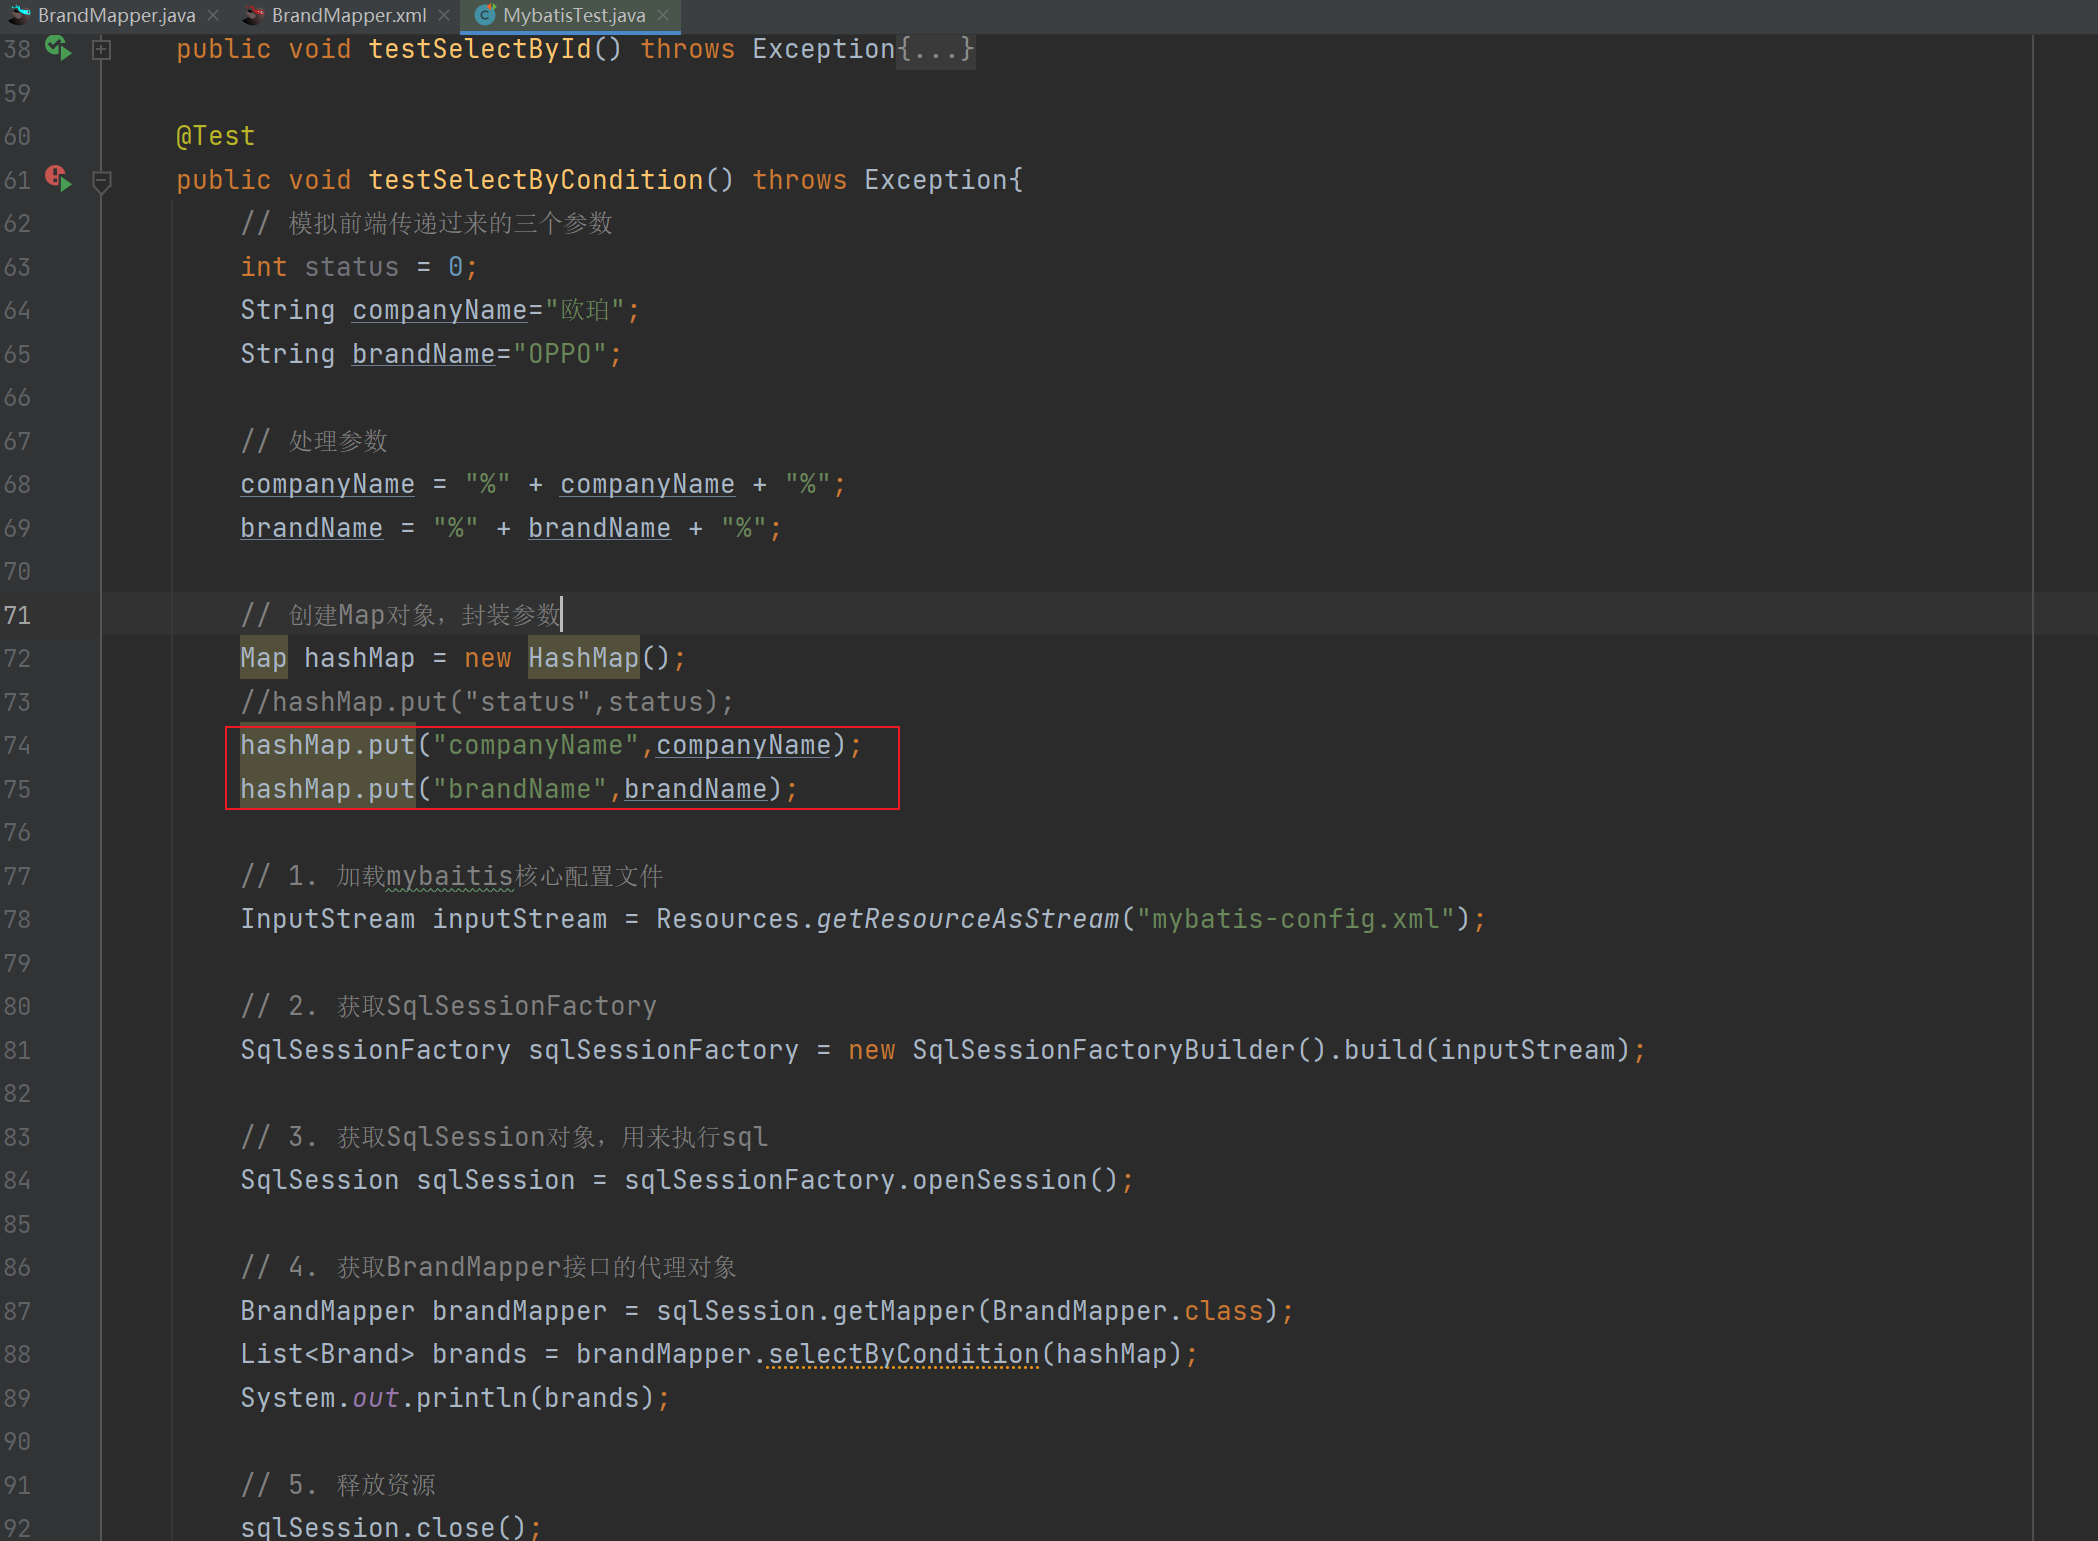 BrandMapper.java BrandMapper.xml MybatisTest.java
38 public void testSelectById() throws Exception{...}
59
60 @Test
61 public void testSelectByCondition() throws Exception{
62 // 模拟前端传递过来的三个参数
63 int status = 0;
64 String companyName="欧珀";
65 String brandName="OPPO";
66
67 // 处理参数
68 companyName = "%" + companyName + "%";
69 brandName = "%" + brandName + "%";
70
71 // 创建Map对象，封装参数
72 Map hashMap = new HashMap();
73 //hashMap.put("status",status);
74 hashMap.put("companyName",companyName);
75 hashMap.put("brandName",brandName);
76
77 // 1. 加载mybaitis核心配置文件
78 InputStream inputStream = Resources.getResourceAsStream("mybatis-config.xml");
79
80 // 2. 获取SqlSessionFactory
81 SqlSessionFactory sqlSessionFactory = new SqlSessionFactoryBuilder().build(inputStream);
82
83 // 3. 获取SqlSession对象，用来执行sql
84 SqlSession sqlSession = sqlSessionFactory.openSession();
85
86 // 4. 获取BrandMapper接口的代理对象
87 BrandMapper brandMapper = sqlSession.getMapper(BrandMapper.class);
88 List<Brand> brands = brandMapper.selectByCondition(hashMap);
89 System.out.println(brands);
90
91 // 5. 释放资源
92 sqlSession.close();